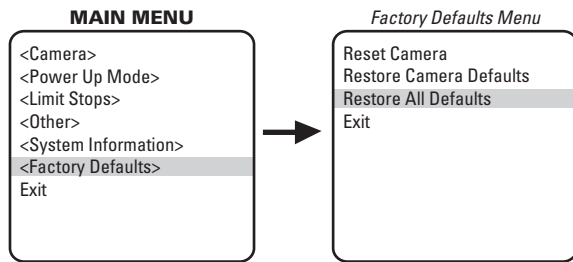 MAIN MENU
<Camera>
<Power Up Mode>
<Limit Stops>
<Other>
<System Information>
<Factory Defaults>
Exit
Factory Defaults Menu
Reset Camera
Restore Camera Defaults
Restore All Defaults
Exit